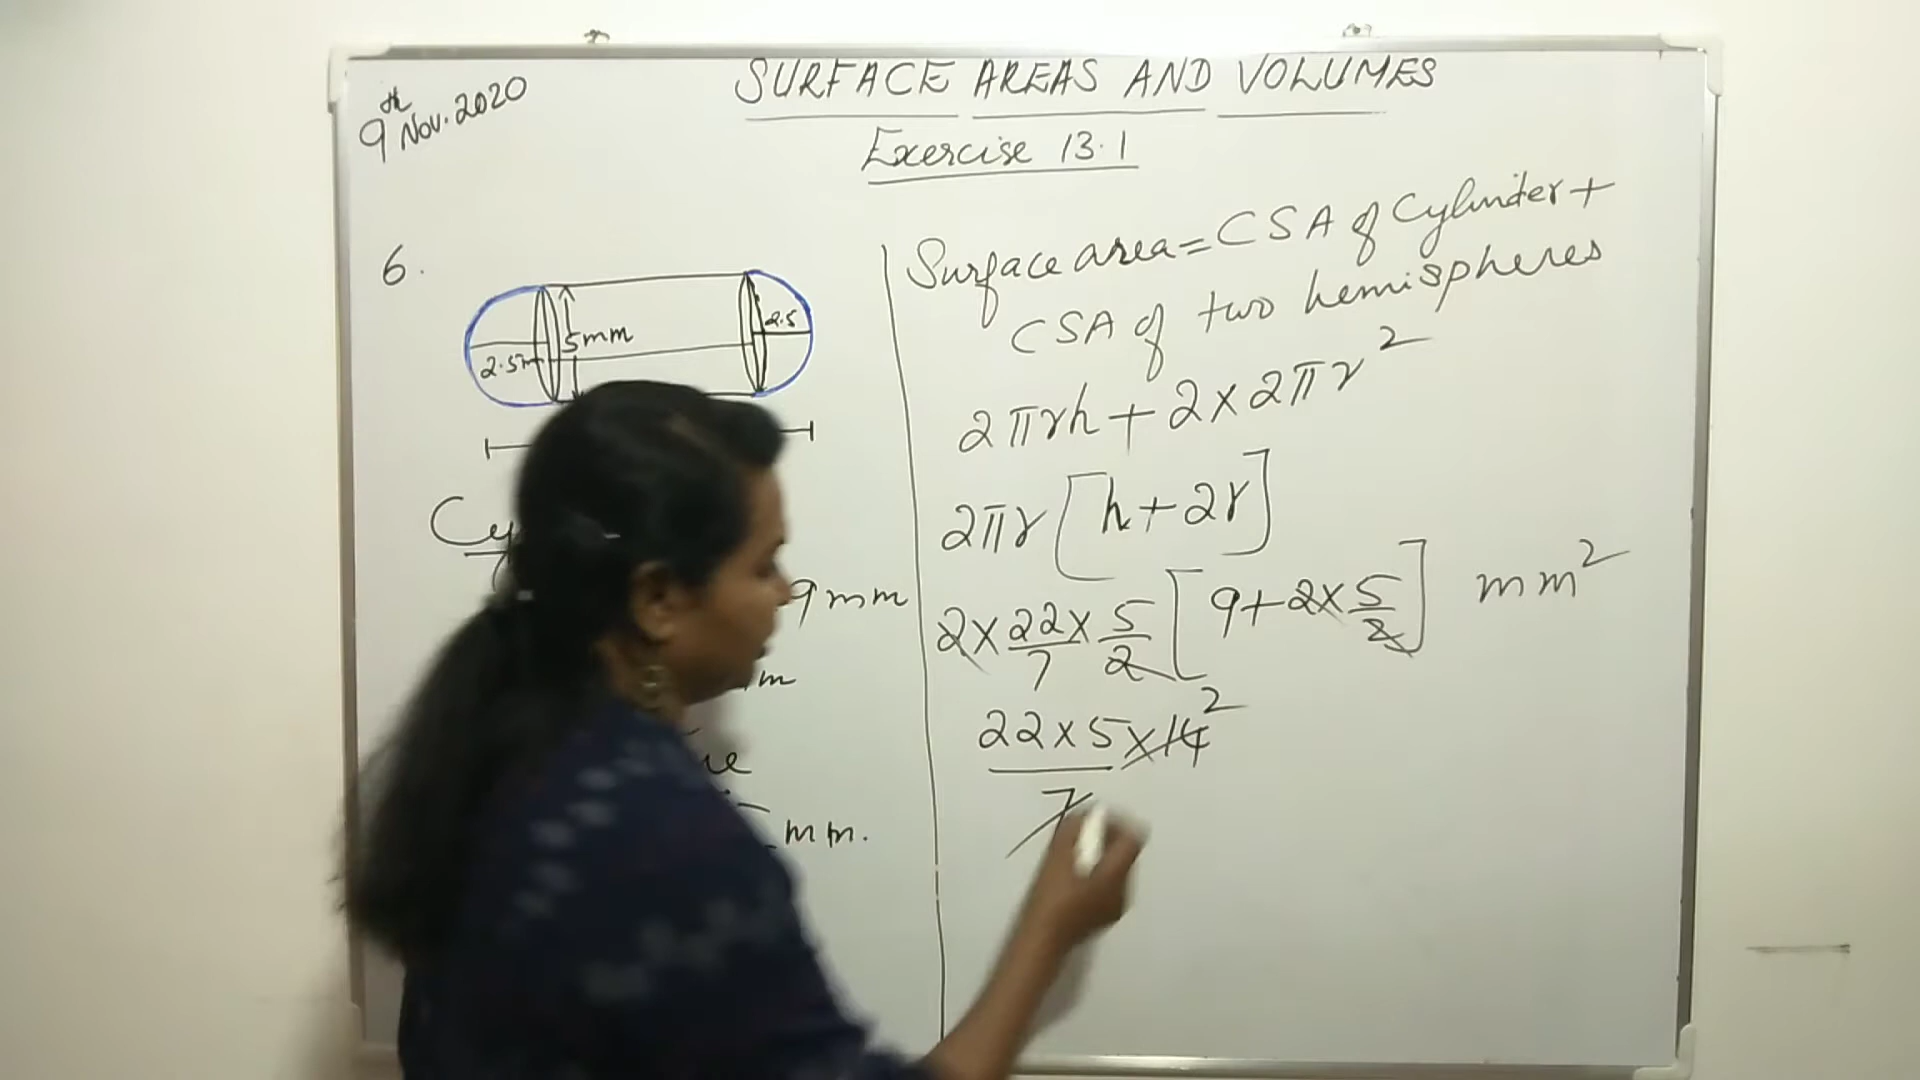 9th Nov. 2020
SURFACE AREAS AND VOLUMES
Exercise 13.1
6.
5mm
2.5
2.5m
9mm
m
mm.
Surface area = CSA of Cylinder +
CSA of two hemispheres
2πrh + 2 × 2πr²
2πr [h + 2r]
2 × 22/7 × 5/2 [9 + 2 × 5/2] mm²
22 × 5 × 14 2
7